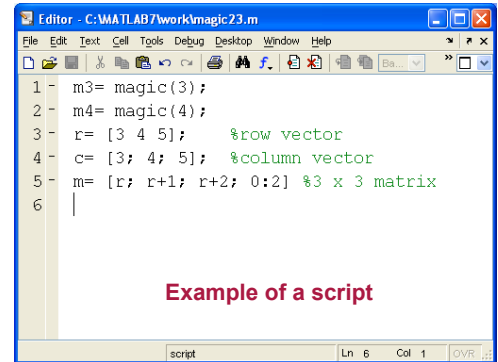 Editor - C:\MATLAB7\work\magic23.m
File Edit Text Cell Tools Debug Desktop Window Help
Ba...
1 - m3= magic(3);
2 - m4= magic(4);
3 - r= [3 4 5]; %row vector
4 - c= [3; 4; 5]; %column vector
5 - m= [r; r+1; r+2; 0:2] %3 x 3 matrix
6
Example of a script
script Ln 6 Col 1 OVR